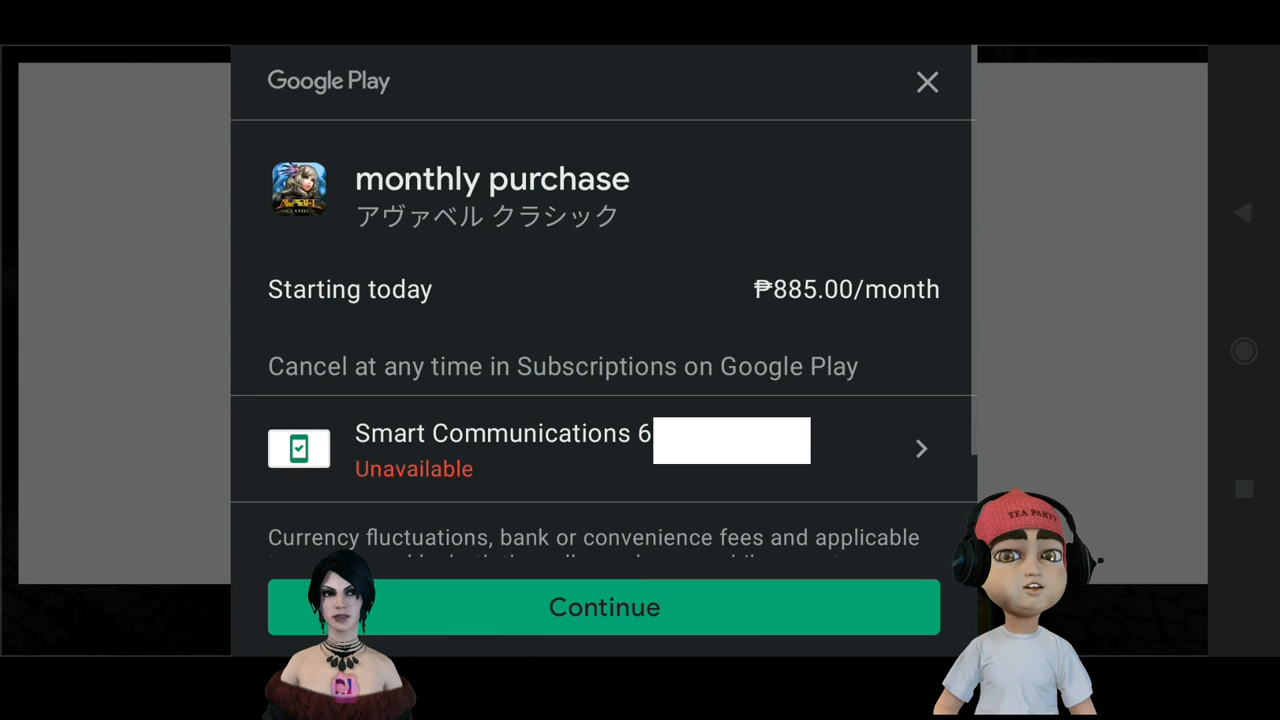 Google Play
monthly purchase
アヴァベル クラシック
Starting today
₱885.00/month
Cancel at any time in Subscriptions on Google Play
Smart Communications 6
Unavailable
Currency fluctuations, bank or convenience fees and applicable
Continue
TEA PARTY
CLASSIC